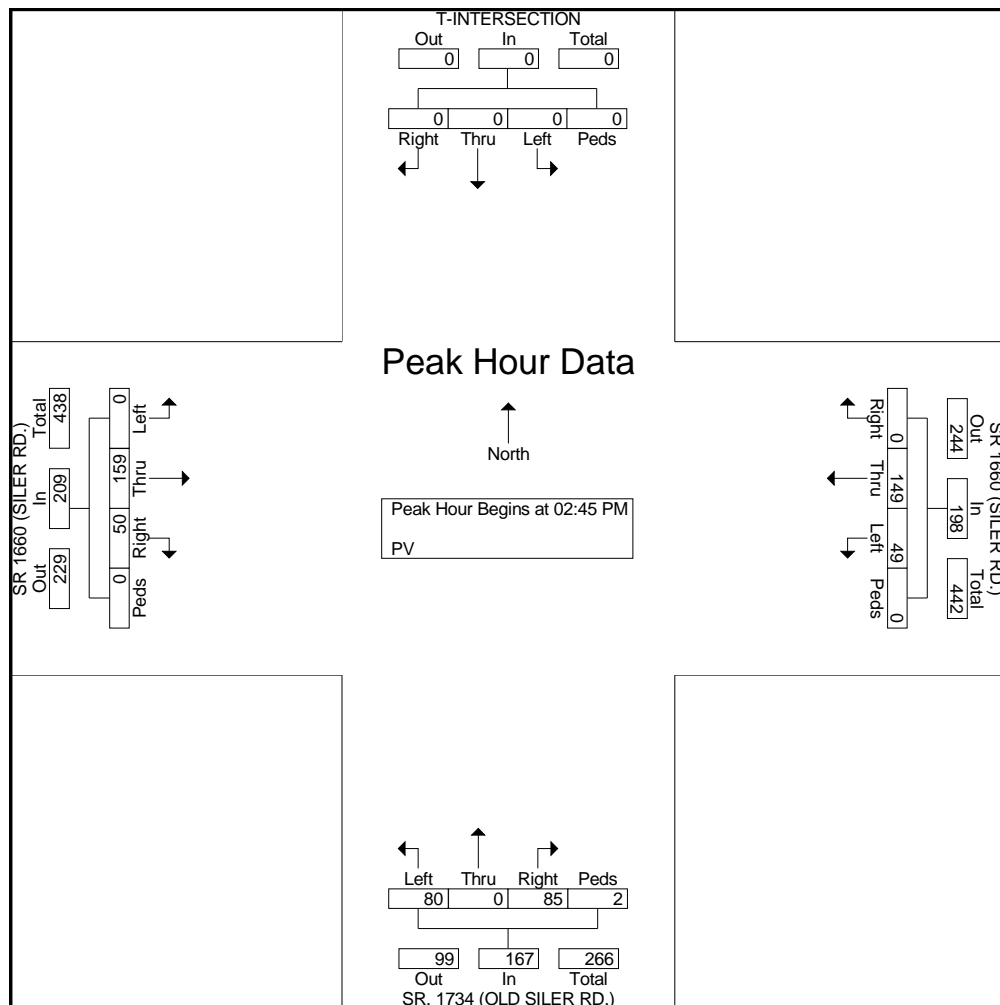 T-INTERSECTION
Out In Total
0 0 0
0 0 0 0
Right Thru Left Peds
Peak Hour Data
North
Peak Hour Begins at 02:45 PM
PV
SR 1660 (SILER RD.)
Out In Total
229 209 438
0 50 159 0
Peds Right Thru Left
SR 1660 (SILER RD.)
Out In Total
244 198 442
0 149 49 0
Right Thru Left Peds
Left Thru Right Peds
80 0 85 2
99 167 266
Out In Total
SR. 1734 (OLD SILER RD.)